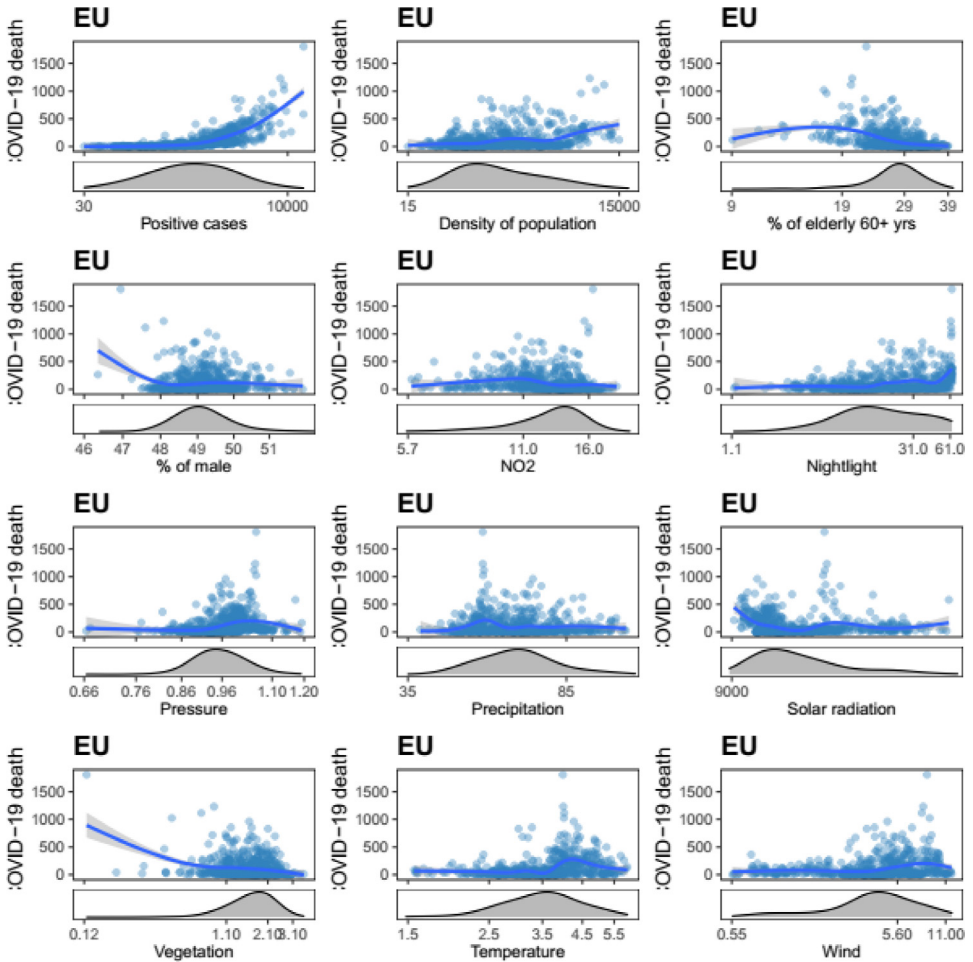 EU EU EU
:OVID−19 death :OVID−19 death :OVID−19 death
1500 1500 1500
1000 1000 1000
500 500 500
0 0 0
30 10000 15 15000 9 19 29 39
Positive cases Density of population % of elderly 60+ yrs
EU EU EU
:OVID−19 death :OVID−19 death :OVID−19 death
1500 1500 1500
1000 1000 1000
500 500 500
0 0 0
46 47 48 49 50 51 5.7 11.0 16.0 1.1 31.0 61.0
% of male NO2 Nightlight
EU EU EU
:OVID−19 death :OVID−19 death :OVID−19 death
1500 1500 1500
1000 1000 1000
500 500 500
0 0 0
0.66 0.76 0.86 0.96 1.10 1.20 35 85 9000
Pressure Precipitation Solar radiation
EU EU EU
:OVID−19 death :OVID−19 death :OVID−19 death
1500 1500 1500
1000 1000 1000
500 500 500
0 0 0
0.12 1.10 2.10 3.10 1.5 2.5 3.5 4.5 5.5 0.55 5.60 11.00
Vegetation Temperature Wind